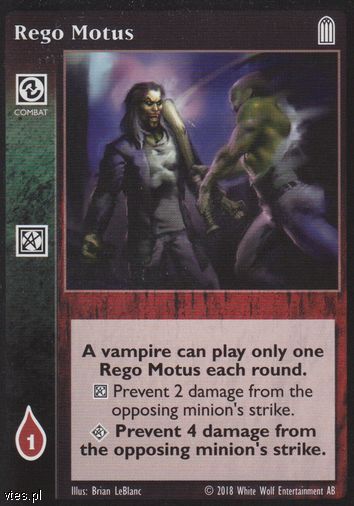 Rego Motus
COMBAT
A vampire can play only one
Rego Motus each round.
Prevent 2 damage from the
opposing minion's strike.
Prevent 4 damage from
the opposing minion's strike.
1
Illus: Brian LeBlanc © 2018 White Wolf Entertainment AB
vtes.pl